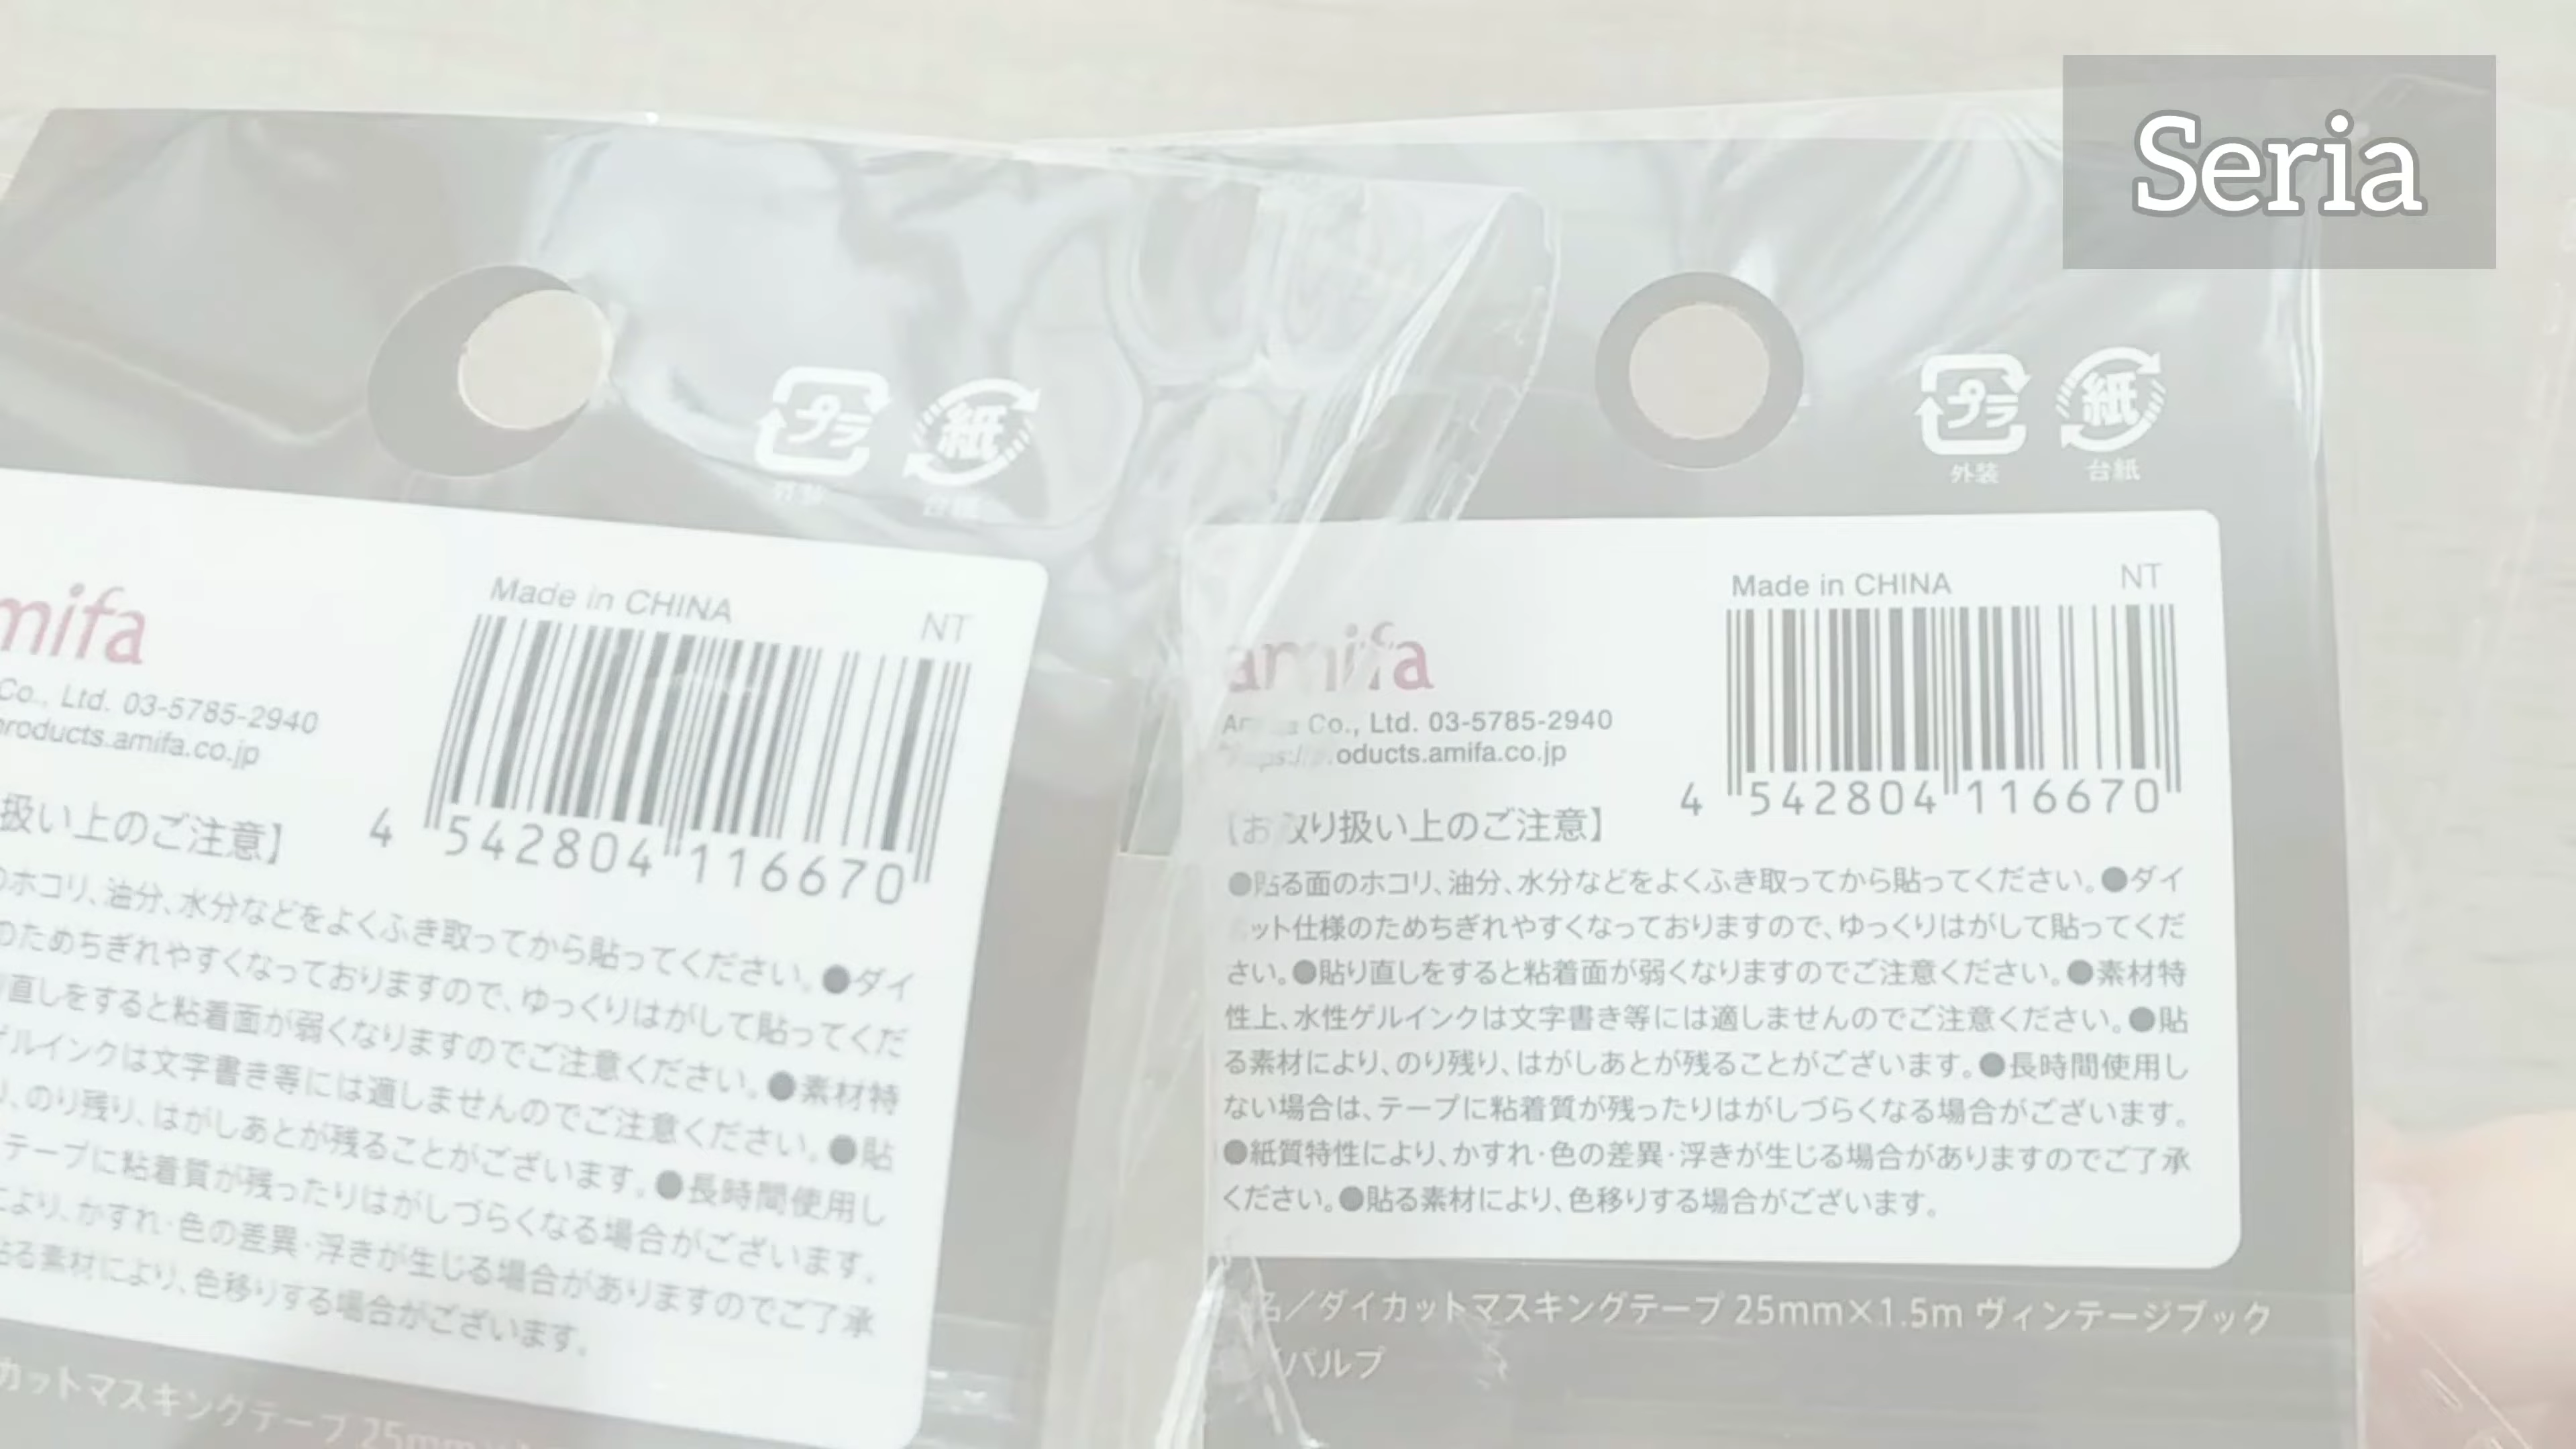 Seria
プラ
紙
台紙
mifa
Co., Ltd. 03-5785-2940
products.amifa.co.jp
Made in CHINA
NT
4 542804 116670
扱い上のご注意】
のホコリ、油分、水分などをよくふき取ってから貼ってください。●ダイ
のためちぎれやすくなっておりますので、ゆっくりはがして貼ってくだ
直しをすると粘着面が弱くなりますのでご注意ください。●素材特
ゲルインクは文字書き等には適しませんのでご注意ください。●貼
、のり残り、はがしあとが残ることがございます。●長時間使用し
テープに粘着質が残ったりはがしづらくなる場合がございます。
により、かすれ・色の差異・浮きが生じる場合がありますのでご了承
貼る素材により、色移りする場合がございます。
カットマスキングテープ 25mm
プラ
外装
紙
台紙
amifa
Co., Ltd. 03-5785-2940
oducts.amifa.co.jp
Made in CHINA
NT
4 542804 116670
【お取り扱い上のご注意】
●貼る面のホコリ、油分、水分などをよくふき取ってから貼ってください。●ダイ
ット仕様のためちぎれやすくなっておりますので、ゆっくりはがして貼ってくだ
さい。●貼り直しをすると粘着面が弱くなりますのでご注意ください。●素材特
性上、水性ゲルインクは文字書き等には適しませんのでご注意ください。●貼
る素材により、のり残り、はがしあとが残ることがございます。●長時間使用し
ない場合は、テープに粘着質が残ったりはがしづらくなる場合がございます。
●紙質特性により、かすれ・色の差異・浮きが生じる場合がありますのでご了承
ください。●貼る素材により、色移りする場合がございます。
名／ダイカットマスキングテープ 25mm×1.5m ヴィンテージブック
／パルプ